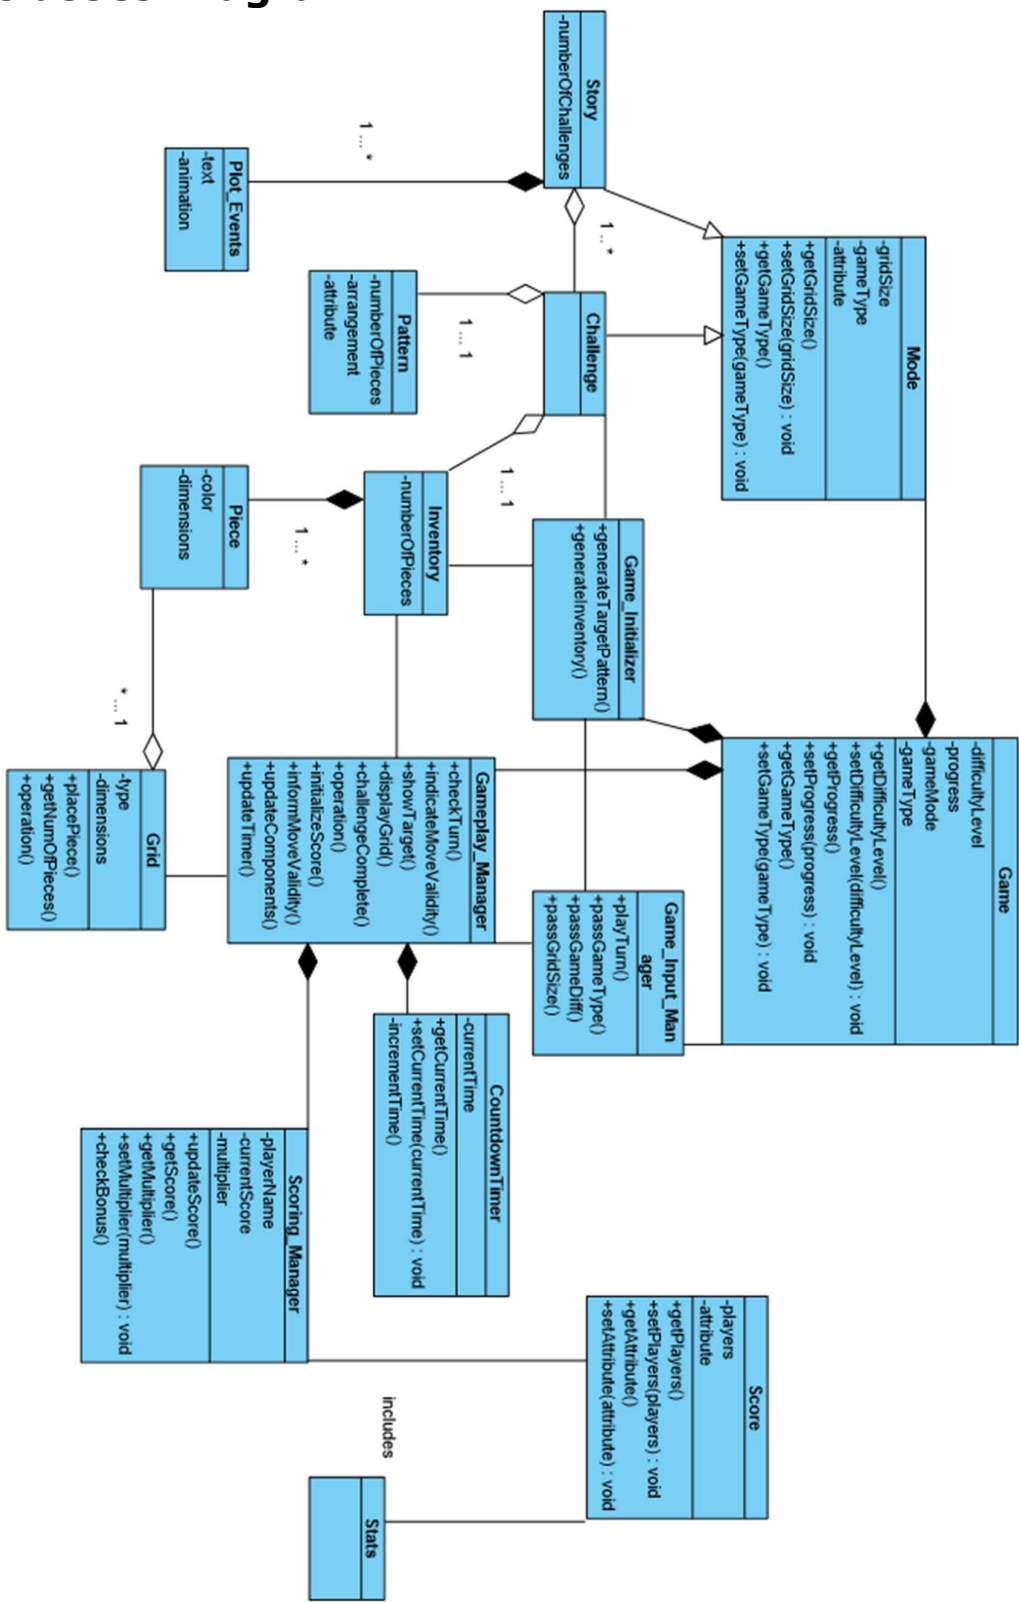 Story
-numberOfChallenges
1 ... *
Plot_Events
-text
-animation
1 .. *
Mode
-gridSize
-gameType
-attribute
+getGridSize()
+setGridSize(gridSize) : void
+getGameType()
+setGameType(gameType) : void
Challenge
Pattern
-numberOfPieces
-arrangement
-attribute
1 ... 1
1 ... 1
Inventory
-numberOfPieces
Piece
-color
-dimensions
1 ... *
Game_Initializer
+generateTargetPattern()
+generateInventory()
* ... 1
Grid
-type
-dimensions
+placePiece()
+getNumOfPieces()
+operation()
Game
-difficultyLevel
-progress
-gameMode
-gameType
+getDifficultyLevel()
+setDifficultyLevel(difficultyLevel) : void
+getProgress()
+setProgress(progress) : void
+getGameType()
+setGameType(gameType) : void
Gameplay_Manager
+checkTurn()
+indicateMoveValidity()
+showTarget()
+displayGrid()
+challengeComplete()
+operation()
+initializeScore()
+informMoveValidity()
+updateComponents()
+updateTimer()
Game_Input_Man
ager
+playTurn()
+passGameType()
+passGameDiff()
+passGridSize()
CountdownTimer
-currentTime
+getCurrentTime()
+setCurrentTime(currentTime) : void
-incrementTime()
Scoring_Manager
-playerName
-currentScore
-multiplier
+updateScore()
+getScore()
+getMultiplier()
+setMultiplier(multiplier) : void
+checkBonus()
Score
-players
-attribute
+getPlayers()
+setPlayers(players) : void
+getAttribute()
+setAttribute(attribute) : void
includes
Stats